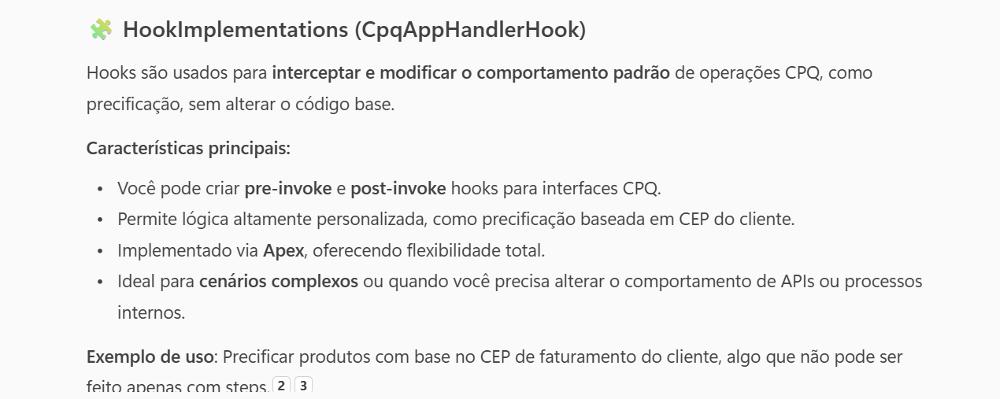 HookImplementations (CpqAppHandlerHook)
Hooks são usados para interceptar e modificar o comportamento padrão de operações CPQ, como
precificação, sem alterar o código base.
Características principais:
• Você pode criar pre-invoke e post-invoke hooks para interfaces CPQ.
• Permite lógica altamente personalizada, como precificação baseada em CEP do cliente.
• Implementado via Apex, oferecendo flexibilidade total.
• Ideal para cenários complexos ou quando você precisa alterar o comportamento de APIs ou processos
internos.
Exemplo de uso: Precificar produtos com base no CEP de faturamento do cliente, algo que não pode ser
feito apenas com steps. 2 3